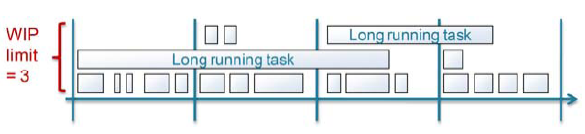 WIP
limit
= 3
Long running task
Long running task